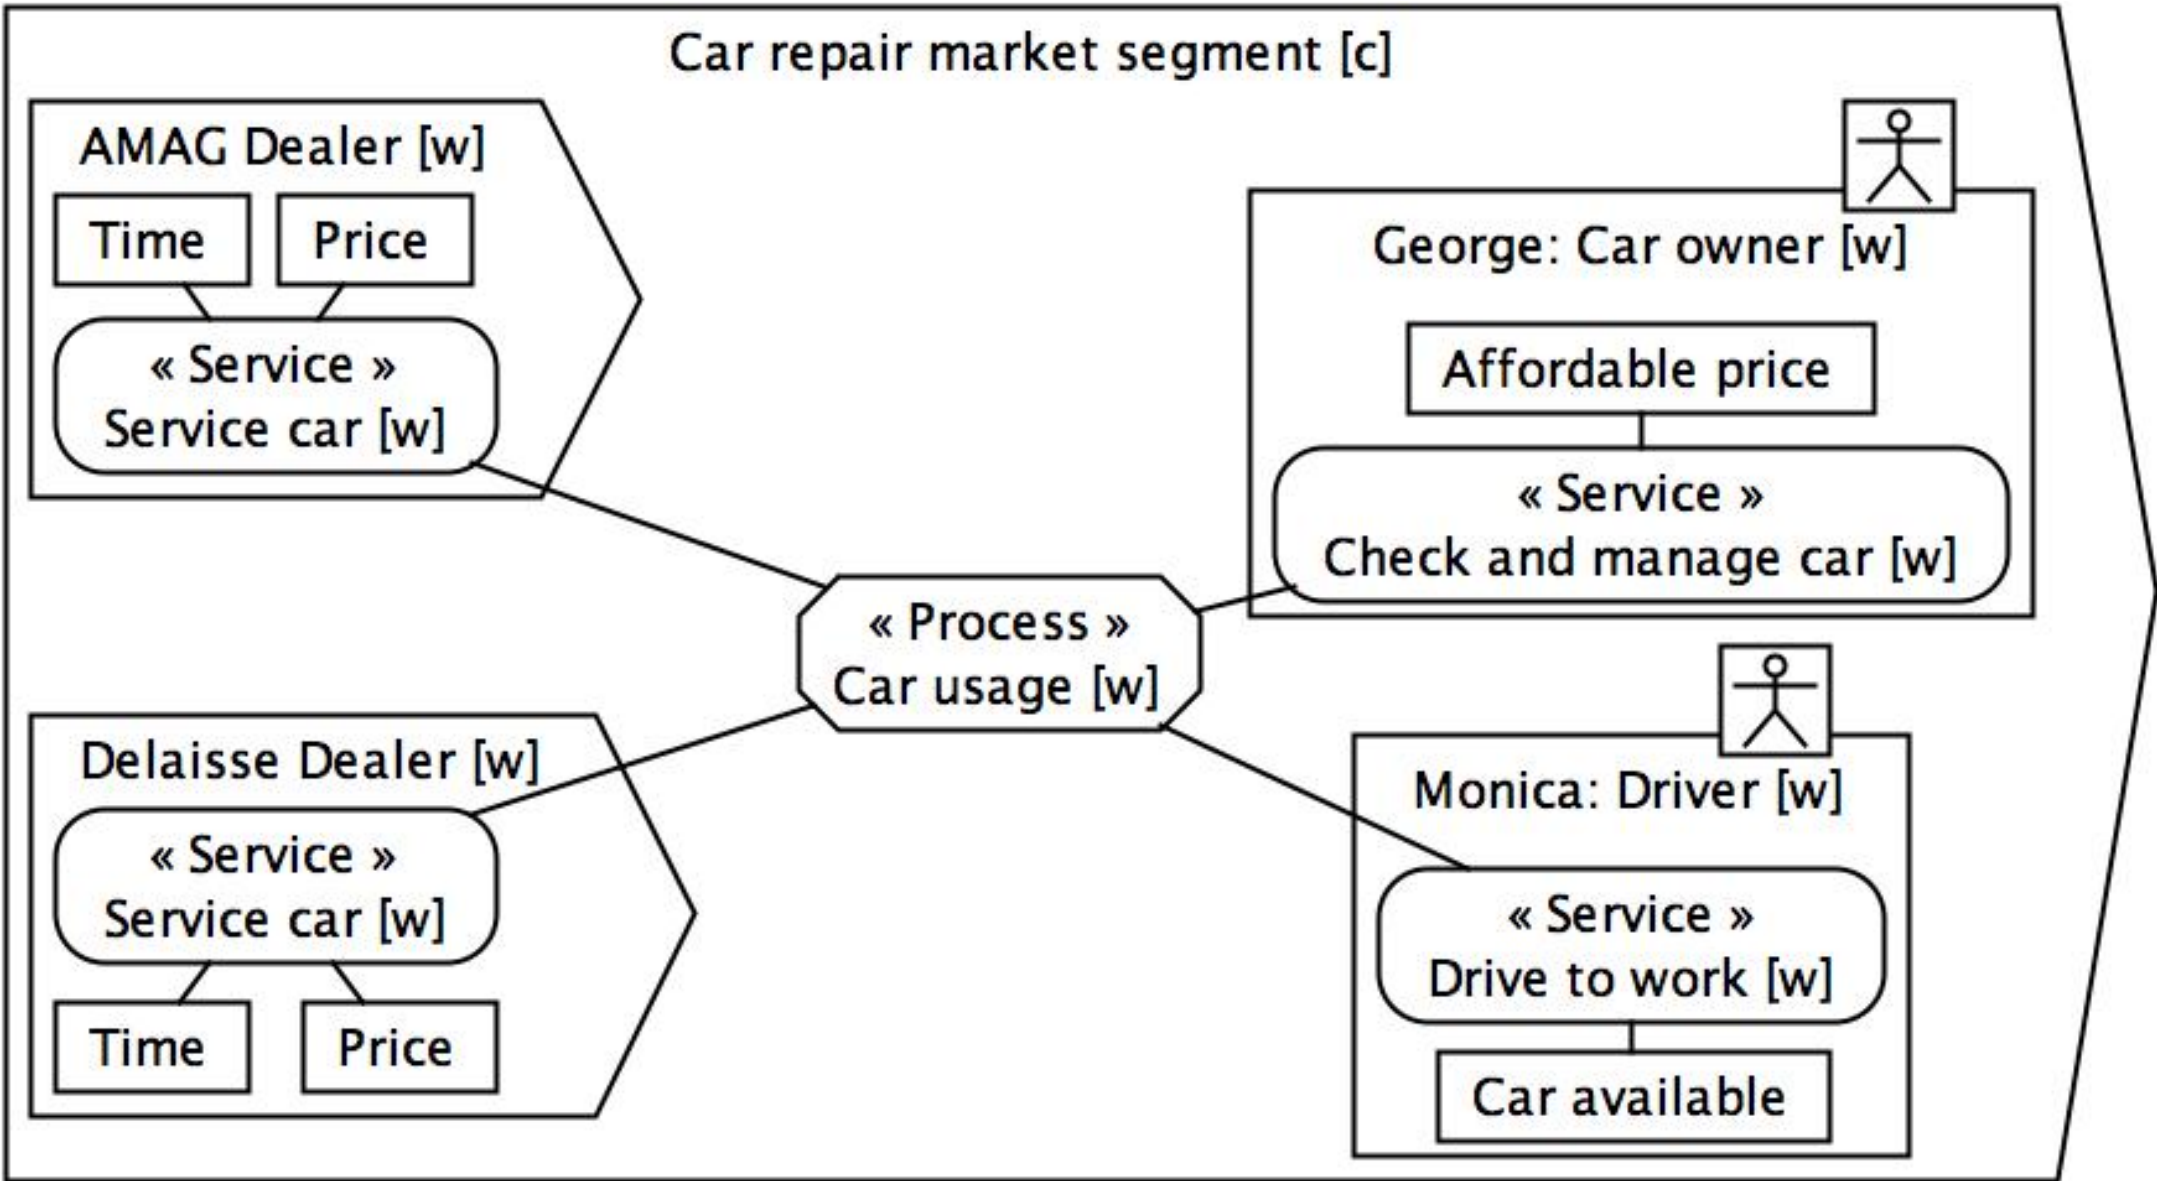 Car repair market segment [c]
AMAG Dealer [w]
Time
Price
« Service »
Service car [w]
George: Car owner [w]
Affordable price
« Service »
Check and manage car [w]
« Process »
Car usage [w]
Delaisse Dealer [w]
« Service »
Service car [w]
Time
Price
Monica: Driver [w]
« Service »
Drive to work [w]
Car available